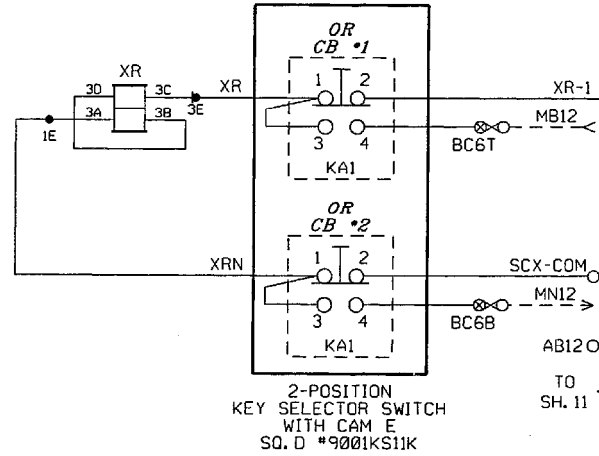 OR
CB *1
XR
3D
3C
3E
XR
1
2
XR-1
3A
3B
1E
MB12
3
4
BC6T
KA1
OR
CB *2
XRN
1
2
SCX-COM
MN12
3
4
BC6B
KA1
AB12
TO
SH. 11
2-POSITION
KEY SELECTOR SWITCH
WITH CAM E
SQ. D #9001KS11K